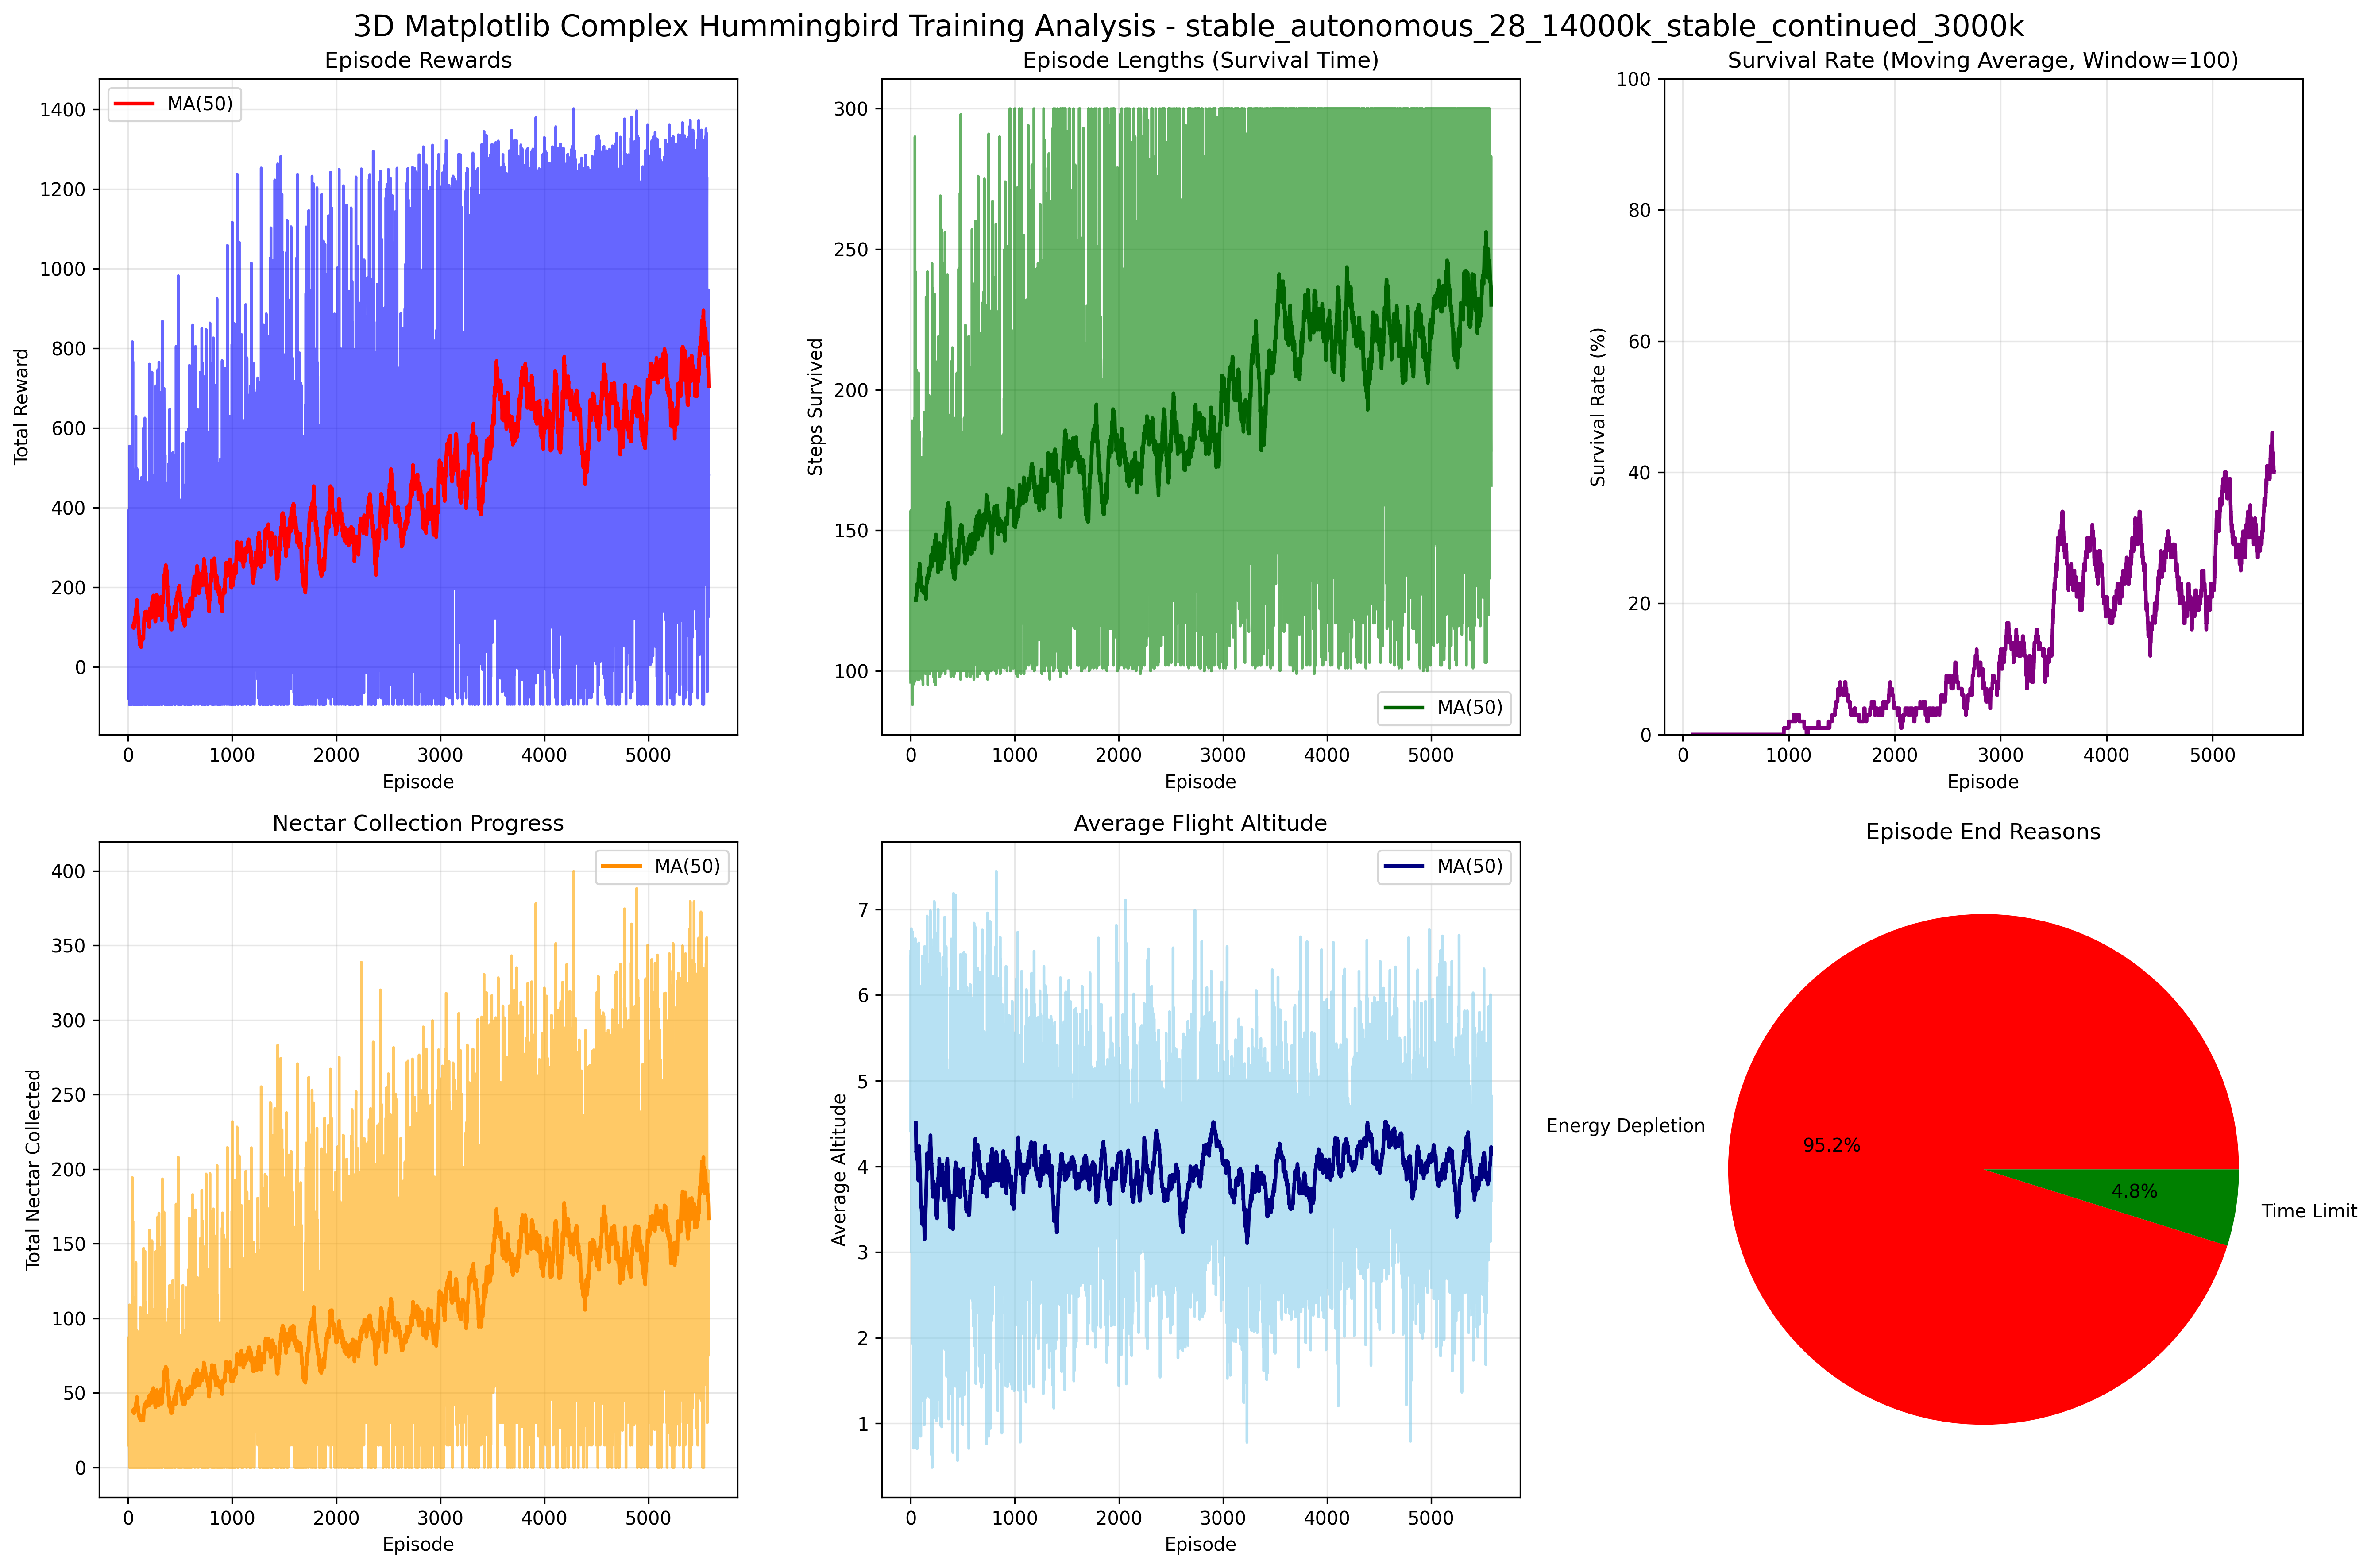 3D Matplotlib Complex Hummingbird Training Analysis - stable_autonomous_28_14000k_stable_continued_3000k
Episode Rewards
MA(50)
Total Reward
1400
1200
1000
800
600
400
200
0
0 1000 2000 3000 4000 5000
Episode
Episode Lengths (Survival Time)
Steps Survived
300
250
200
150
100
MA(50)
0 1000 2000 3000 4000 5000
Episode
Survival Rate (Moving Average, Window=100)
Survival Rate (%)
100
80
60
40
20
0
0 1000 2000 3000 4000 5000
Episode
Nectar Collection Progress
MA(50)
Total Nectar Collected
400
350
300
250
200
150
100
50
0
0 1000 2000 3000 4000 5000
Episode
Average Flight Altitude
MA(50)
Average Altitude
7
6
5
4
3
2
1
0 1000 2000 3000 4000 5000
Episode
Episode End Reasons
Energy Depletion
95.2%
4.8%
Time Limit